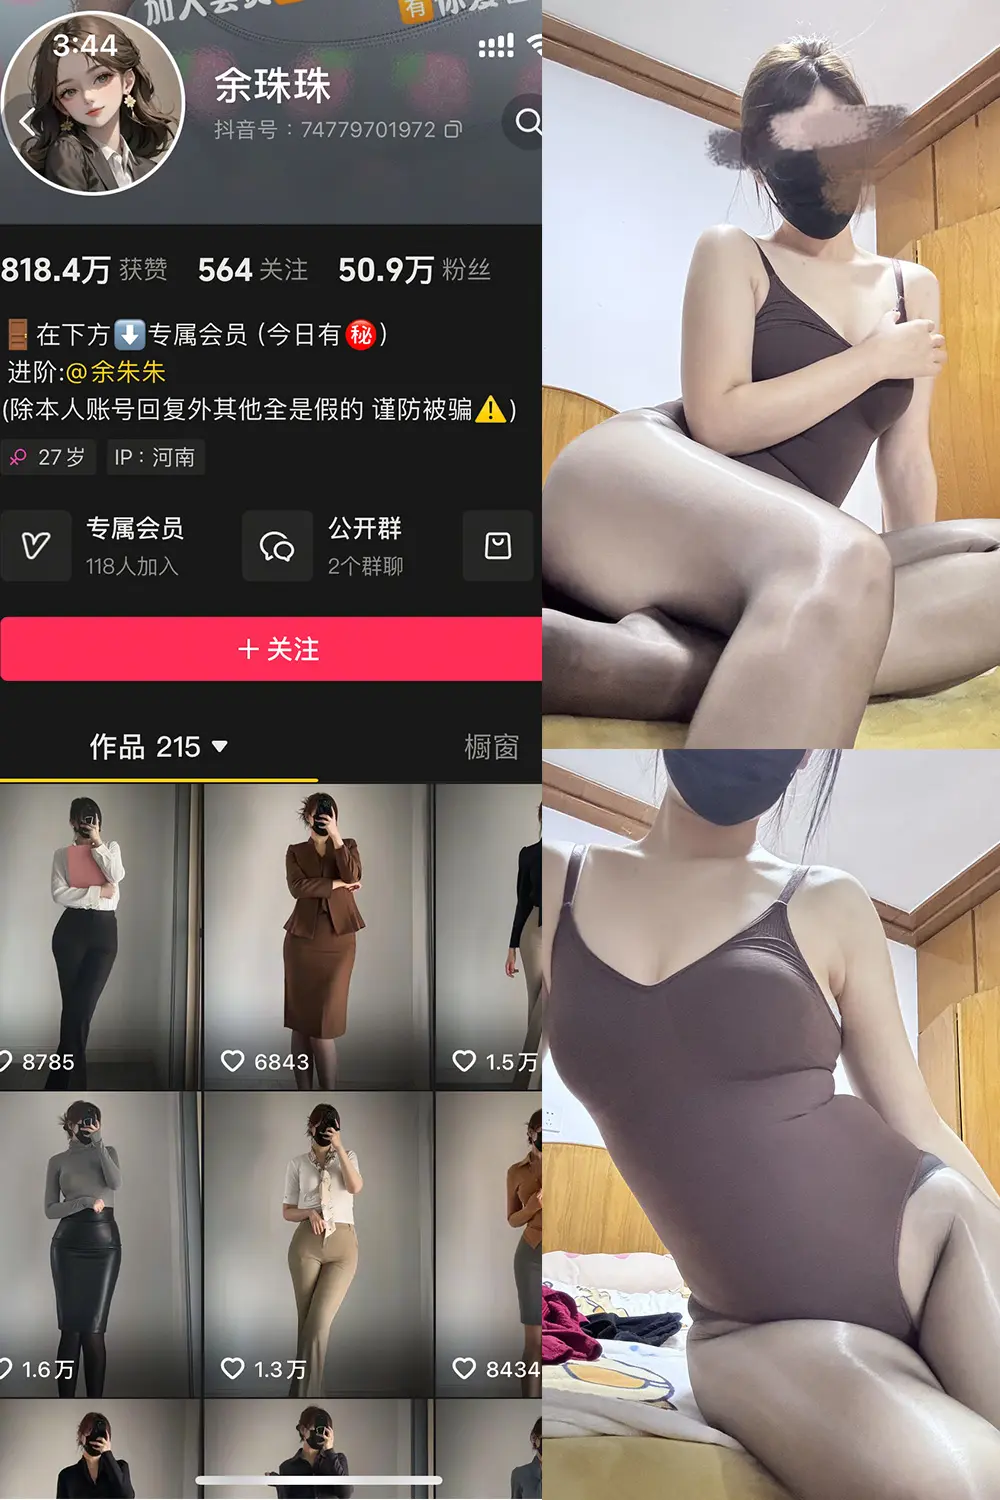 3:44
余珠珠
抖音号：74779701972
818.4万 获赞 564 关注 50.9万 粉丝
🚪在下方⬇️专属会员 (今日有㊙️)
进阶:@余朱朱
(除本人账号回复外其他全是假的 谨防被骗⚠️)
27岁 IP：河南
专属会员 公开群
118人加入 2个群聊
+ 关注
作品 215 橱窗
8785 6843 1.5万
1.6万 1.3万 8434